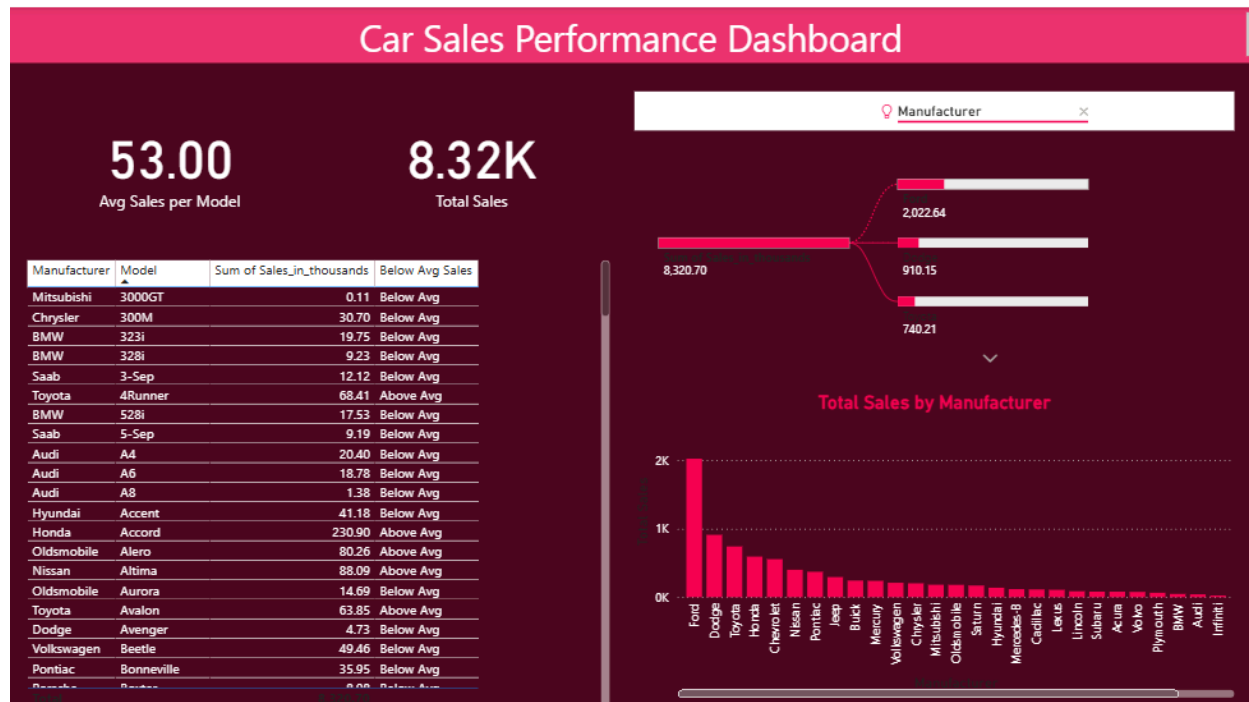 Car Sales Performance Dashboard
53.00
Avg Sales per Model
8.32K
Total Sales
Manufacturer
Sum of Sales_in_thousands
8,320.70
2,022.64
910.15
740.21
Manufacturer Model Sum of Sales_in_thousands Below Avg Sales
Mitsubishi 3000GT 0.11 Below Avg
Chrysler 300M 30.70 Below Avg
BMW 323i 19.75 Below Avg
BMW 328i 9.23 Below Avg
Saab 3-Sep 12.12 Below Avg
Toyota 4Runner 68.41 Above Avg
BMW 528i 17.53 Below Avg
Saab 5-Sep 9.19 Below Avg
Audi A4 20.40 Below Avg
Audi A6 18.78 Below Avg
Audi A8 1.38 Below Avg
Hyundai Accent 41.18 Below Avg
Honda Accord 230.90 Above Avg
Oldsmobile Alero 80.26 Above Avg
Nissan Altima 88.09 Above Avg
Oldsmobile Aurora 14.69 Below Avg
Toyota Avalon 63.85 Above Avg
Dodge Avenger 4.73 Below Avg
Volkswagen Beetle 49.46 Below Avg
Pontiac Bonneville 35.95 Below Avg
Total Sales by Manufacturer
2K
1K
0K
Ford
Dodge
Toyota
Honda
Chevrolet
Nissan
Pontiac
Jeep
Buick
Mercury
Volkswagen
Chrysler
Mitsubishi
Oldsmobile
Saturn
Hyundai
Mercedes-B
Cadillac
Lexus
Lincoln
Subaru
Acura
Volvo
Plymouth
BMW
Audi
Infiniti